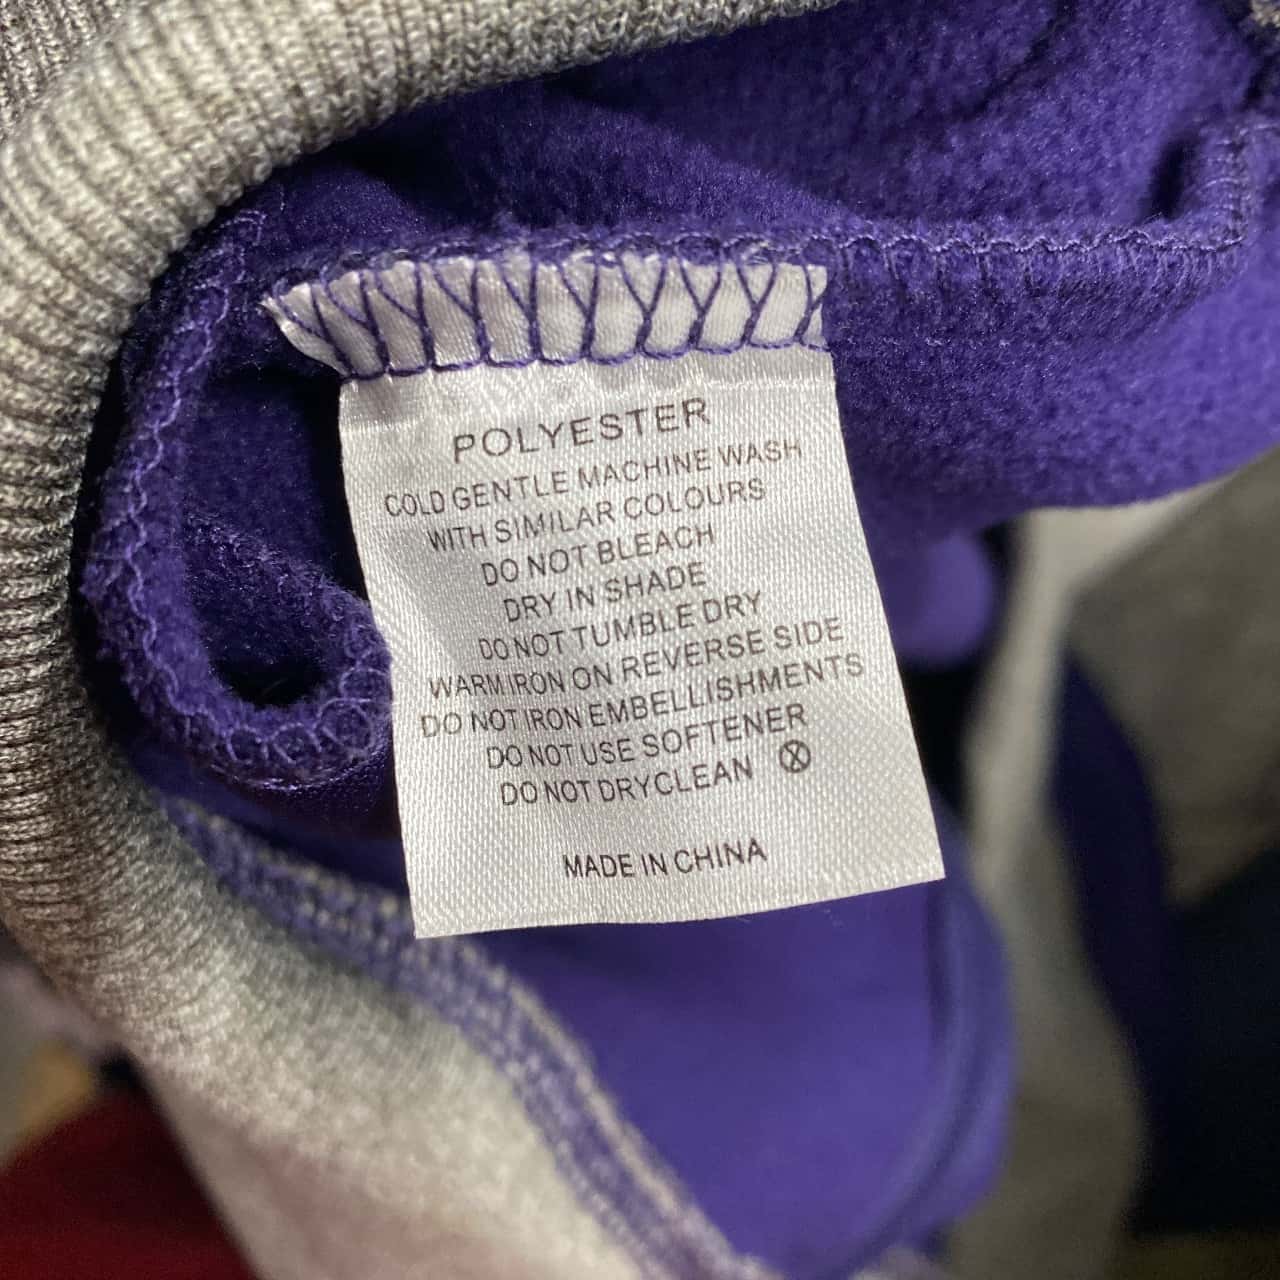 POLYESTER
COLD GENTLE MACHINE WASH
WITH SIMILAR COLOURS
DO NOT BLEACH
DRY IN SHADE
DO NOT TUMBLE DRY
WARM IRON ON REVERSE SIDE
DO NOT IRON EMBELLISHMENTS
DO NOT USE SOFTENER
DO NOT DRYCLEAN
MADE IN CHINA